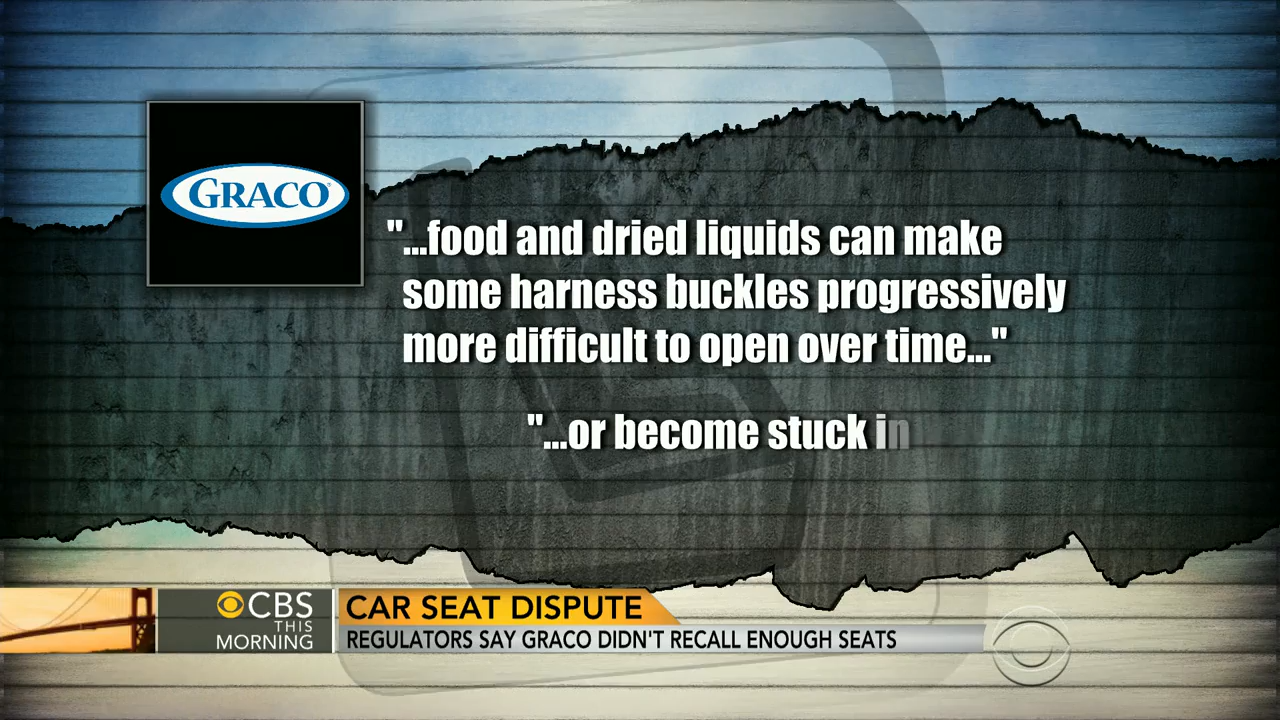 GRACO
"...food and dried liquids can make
some harness buckles progressively
more difficult to open over time..."
"...or become stuck in
CBS
THIS
MORNING
CAR SEAT DISPUTE
REGULATORS SAY GRACO DIDN'T RECALL ENOUGH SEATS